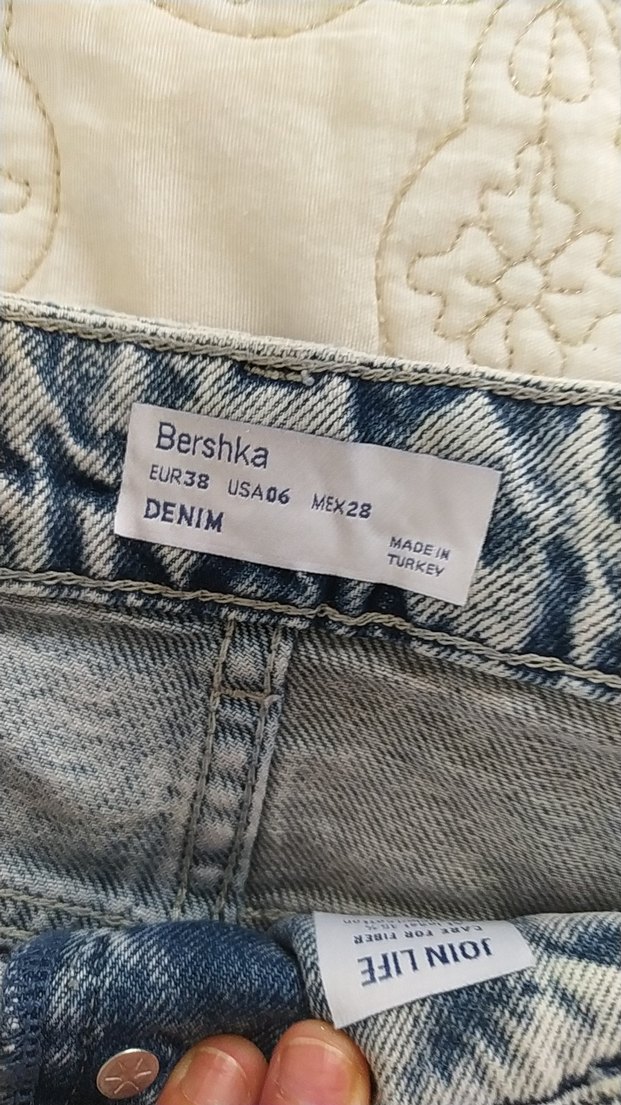 Bershka
EUR38 USA06 MEX28
DENIM
MADE IN
TURKEY
JOIN LIFE
CARE FOR FIBER